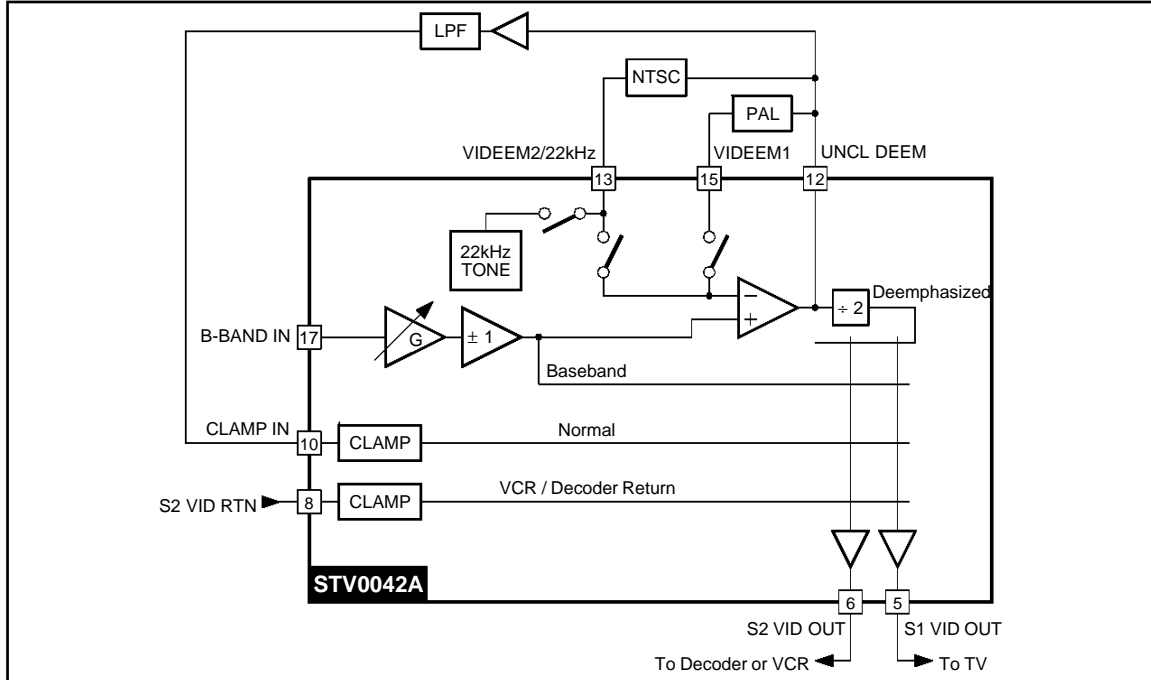 LPF
NTSC
PAL
VIDEEM2/22kHz
VIDEEM1
UNCL DEEM
13
15
12
22kHz
TONE
−
+
÷ 2
Deemphasized
B-BAND IN
17
G
± 1
Baseband
CLAMP IN
10
CLAMP
Normal
S2 VID RTN
8
CLAMP
VCR / Decoder Return
STV0042A
6
5
S2 VID OUT
S1 VID OUT
To Decoder or VCR
To TV